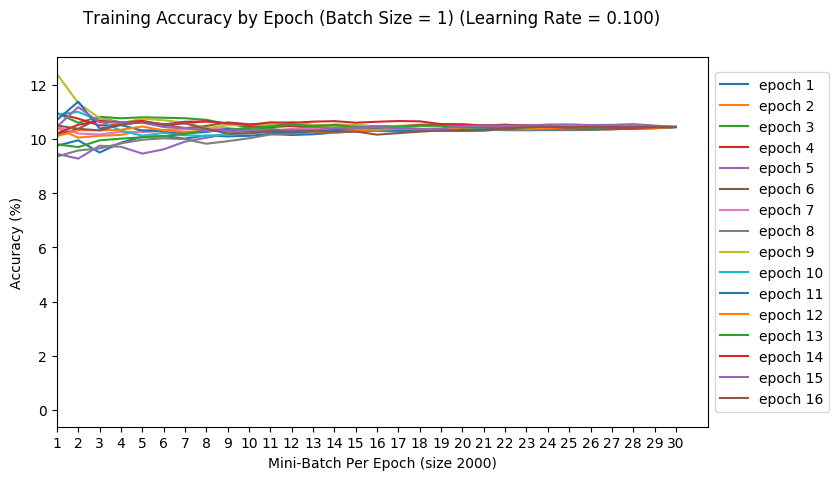 Training Accuracy by Epoch (Batch Size = 1) (Learning Rate = 0.100)
12
10
8
6
4
2
0
Accuracy (%)
1 2 3 4 5 6 7 8 9 10 11 12 13 14 15 16 17 18 19 20 21 22 23 24 25 26 27 28 29 30
Mini-Batch Per Epoch (size 2000)
epoch 1
epoch 2
epoch 3
epoch 4
epoch 5
epoch 6
epoch 7
epoch 8
epoch 9
epoch 10
epoch 11
epoch 12
epoch 13
epoch 14
epoch 15
epoch 16